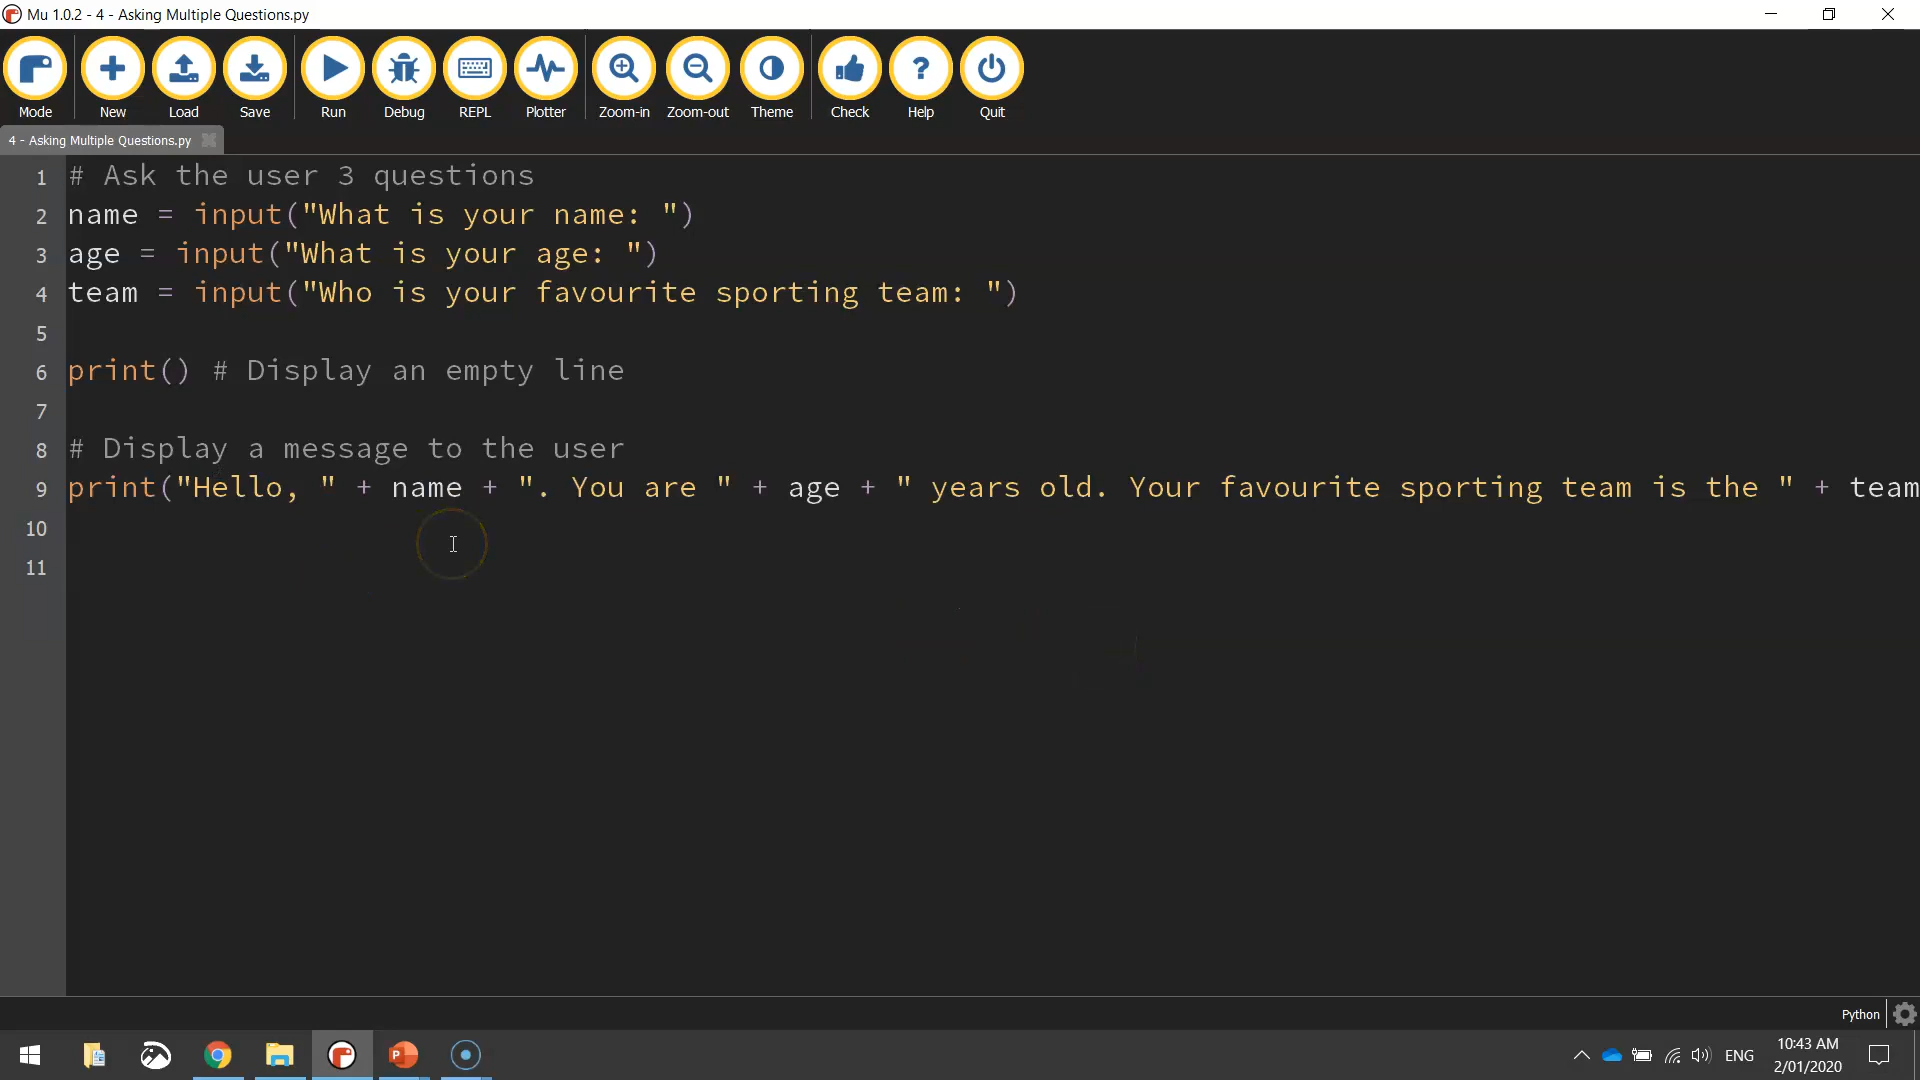 Mu 1.0.2 - 4 - Asking Multiple Questions.py
Mode New Load Save Run Debug REPL Plotter Zoom-in Zoom-out Theme Check Help Quit
4 - Asking Multiple Questions.py
1 # Ask the user 3 questions
2 name = input("What is your name: ")
3 age = input("What is your age: ")
4 team = input("Who is your favourite sporting team: ")
5
6 print() # Display an empty line
7
8 # Display a message to the user
9 print("Hello, " + name + ". You are " + age + " years old. Your favourite sporting team is the " + team
10
11
Python
ENG
10:43 AM
2/01/2020